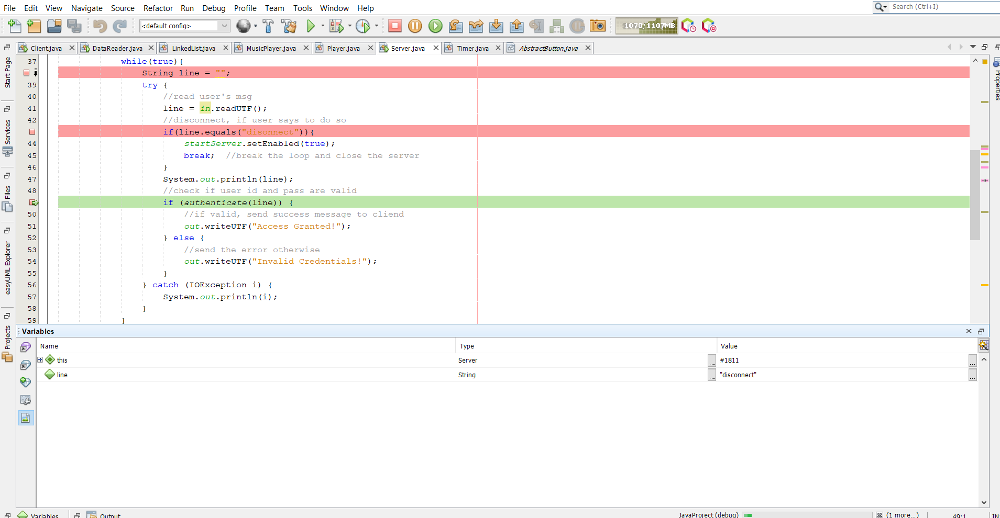 File Edit View Navigate Source Refactor Run Debug Profile Team Tools Window Help
Search (Ctrl+I)
<default config>
1070/1107MB
Client.java DataReader.java LinkedList.java MusicPlayer.java Player.java Server.java Timer.java AbstractButton.java
Start Page
Services
Files
easyUML Explorer
Projects
Properties
37 while(true){
String line = "";
39 try {
40 //read user's msg
41 line = in.readUTF();
42 //disconnect, if user says to do so
if(line.equals("disonnect")){
44 startServer.setEnabled(true);
45 break; //break the loop and close the server
46 }
47 System.out.println(line);
48 //check if user id and pass are valid
if (authenticate(line)) {
50 //if valid, send success message to cliend
51 out.writeUTF("Access Granted!");
52 } else {
53 //send the error otherwise
54 out.writeUTF("Invalid Credentials!");
55 }
56 } catch (IOException i) {
57 System.out.println(i);
58 }
59 }
Variables
Name Type Value
this Server ... #1811 ...
line String ... "disconnect" ...
Variables Output JavaProject (debug) (1 more...) 49:1 IN